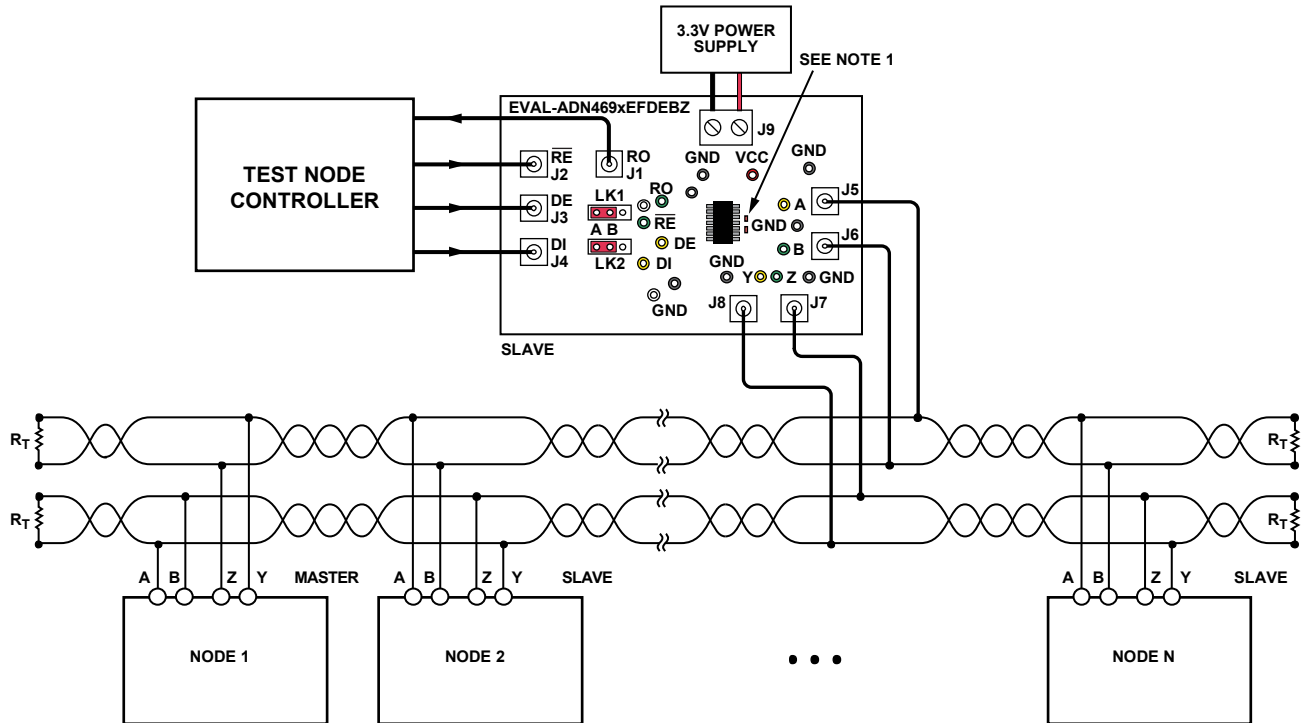 3.3V POWER
SUPPLY
SEE NOTE 1
EVAL-ADN469xEFDEBZ
J9
TEST NODE
CONTROLLER
RE
J2
RO
J1
GND
VCC
GND
DE
J3
LK1
RO
J5
A
RE
GND
A B
DI
J4
LK2
DE
J6
B
DI
GND
Y
Z
GND
GND
J8
J7
SLAVE
RT
RT
RT
RT
A
B
Z
Y
MASTER
A
B
Z
Y
SLAVE
A
B
Z
Y
SLAVE
NODE 1
NODE 2
• • •
NODE N